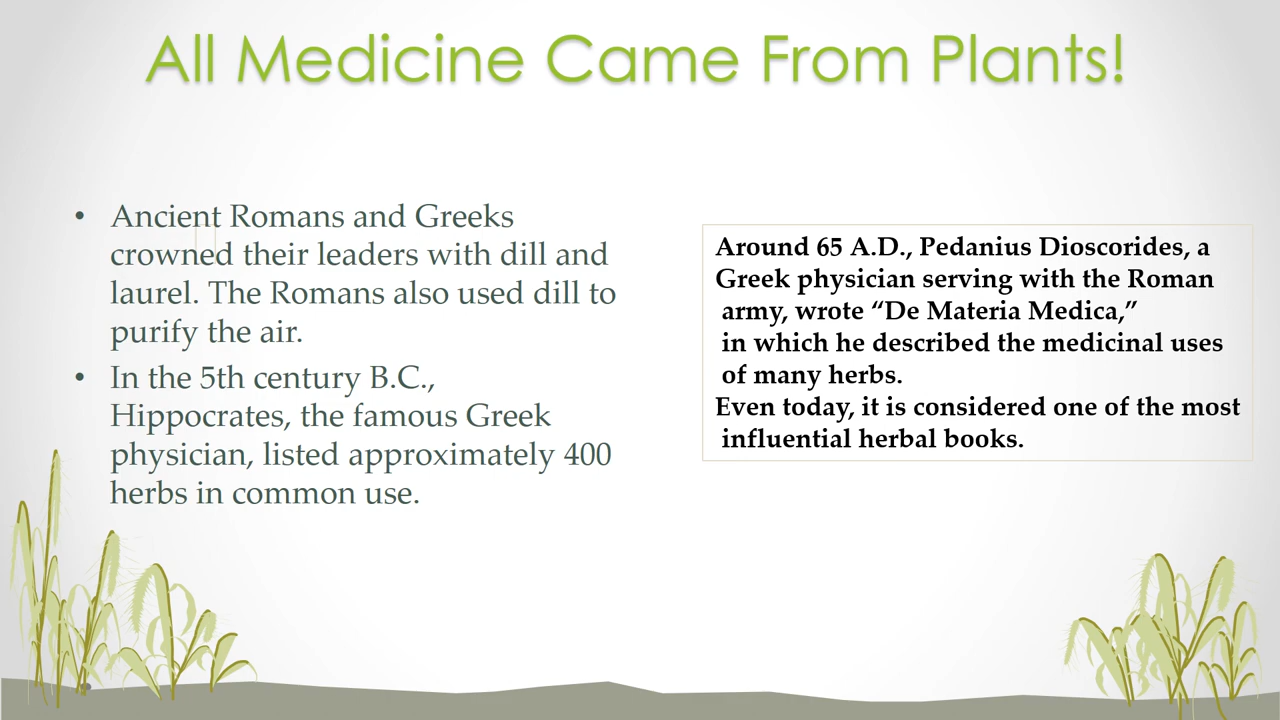 All Medicine Came From Plants!
• Ancient Romans and Greeks
crowned their leaders with dill and
laurel. The Romans also used dill to
purify the air.
• In the 5th century B.C.,
Hippocrates, the famous Greek
physician, listed approximately 400
herbs in common use.
Around 65 A.D., Pedanius Dioscorides, a
Greek physician serving with the Roman
army, wrote “De Materia Medica,”
in which he described the medicinal uses
of many herbs.
Even today, it is considered one of the most
influential herbal books.